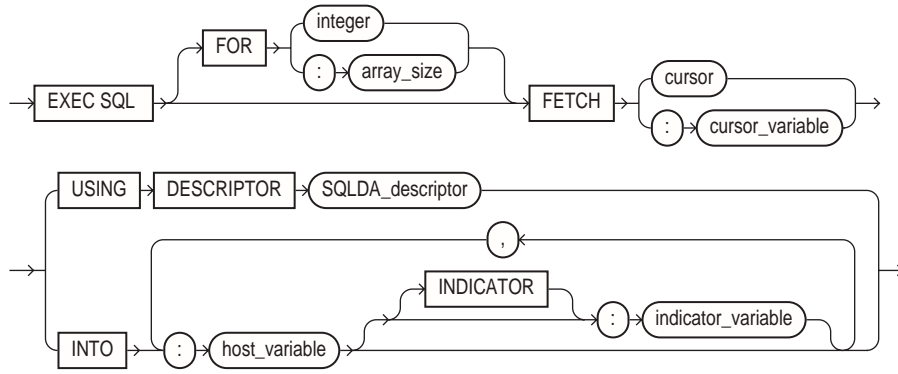 integer
FOR
: array_size
EXEC SQL
FETCH
cursor
: cursor_variable
USING DESCRIPTOR SQLDA_descriptor
,
INDICATOR
: indicator_variable
INTO : host_variable